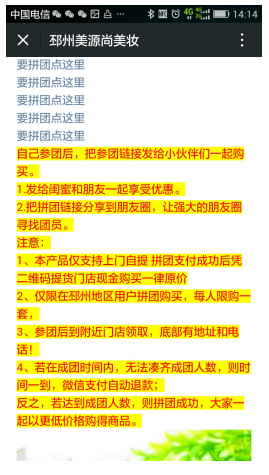 中国电信 4G 14:14
邳州美源尚美妆
要拼团点这里
要拼团点这里
要拼团点这里
要拼团点这里
要拼团点这里
自己参团后，把参团链接发给小伙伴们一起购
买。
1.发给闺蜜和朋友一起享受优惠。
2.把拼团链接分享到朋友圈，让强大的朋友圈
寻找团员。
注意：
1、本产品仅支持上门自提 拼团支付成功后凭
二维码提货门店现金购买一律原价
2、仅限在邳州地区用户拼团购买，每人限购一
套，
3、参团后到附近门店领取，底部有地址和电
话！
4、若在成团时间内，无法凑齐成团人数，则时
间一到，微信支付自动退款；
反之，若达到成团人数，则拼团成功，大家一
起以更低价格购得商品。